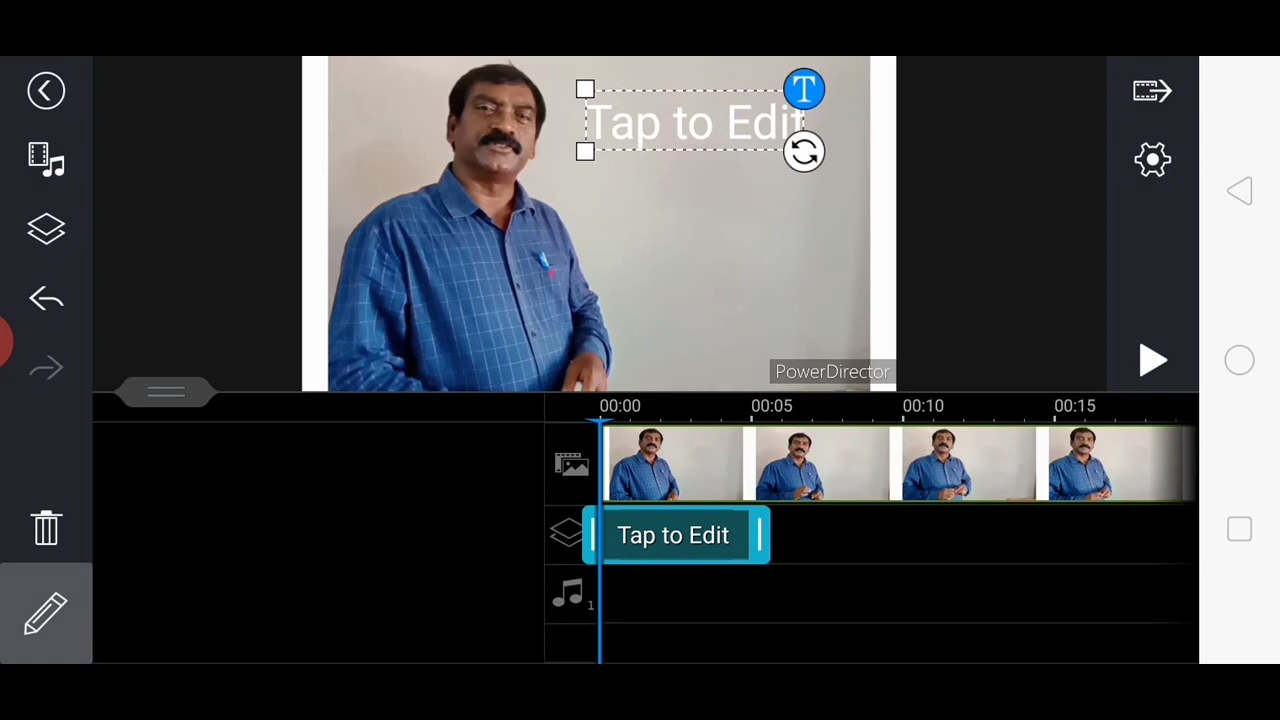 Tap to Edit
PowerDirector
00:00 00:05 00:10 00:15
Tap to Edit
1